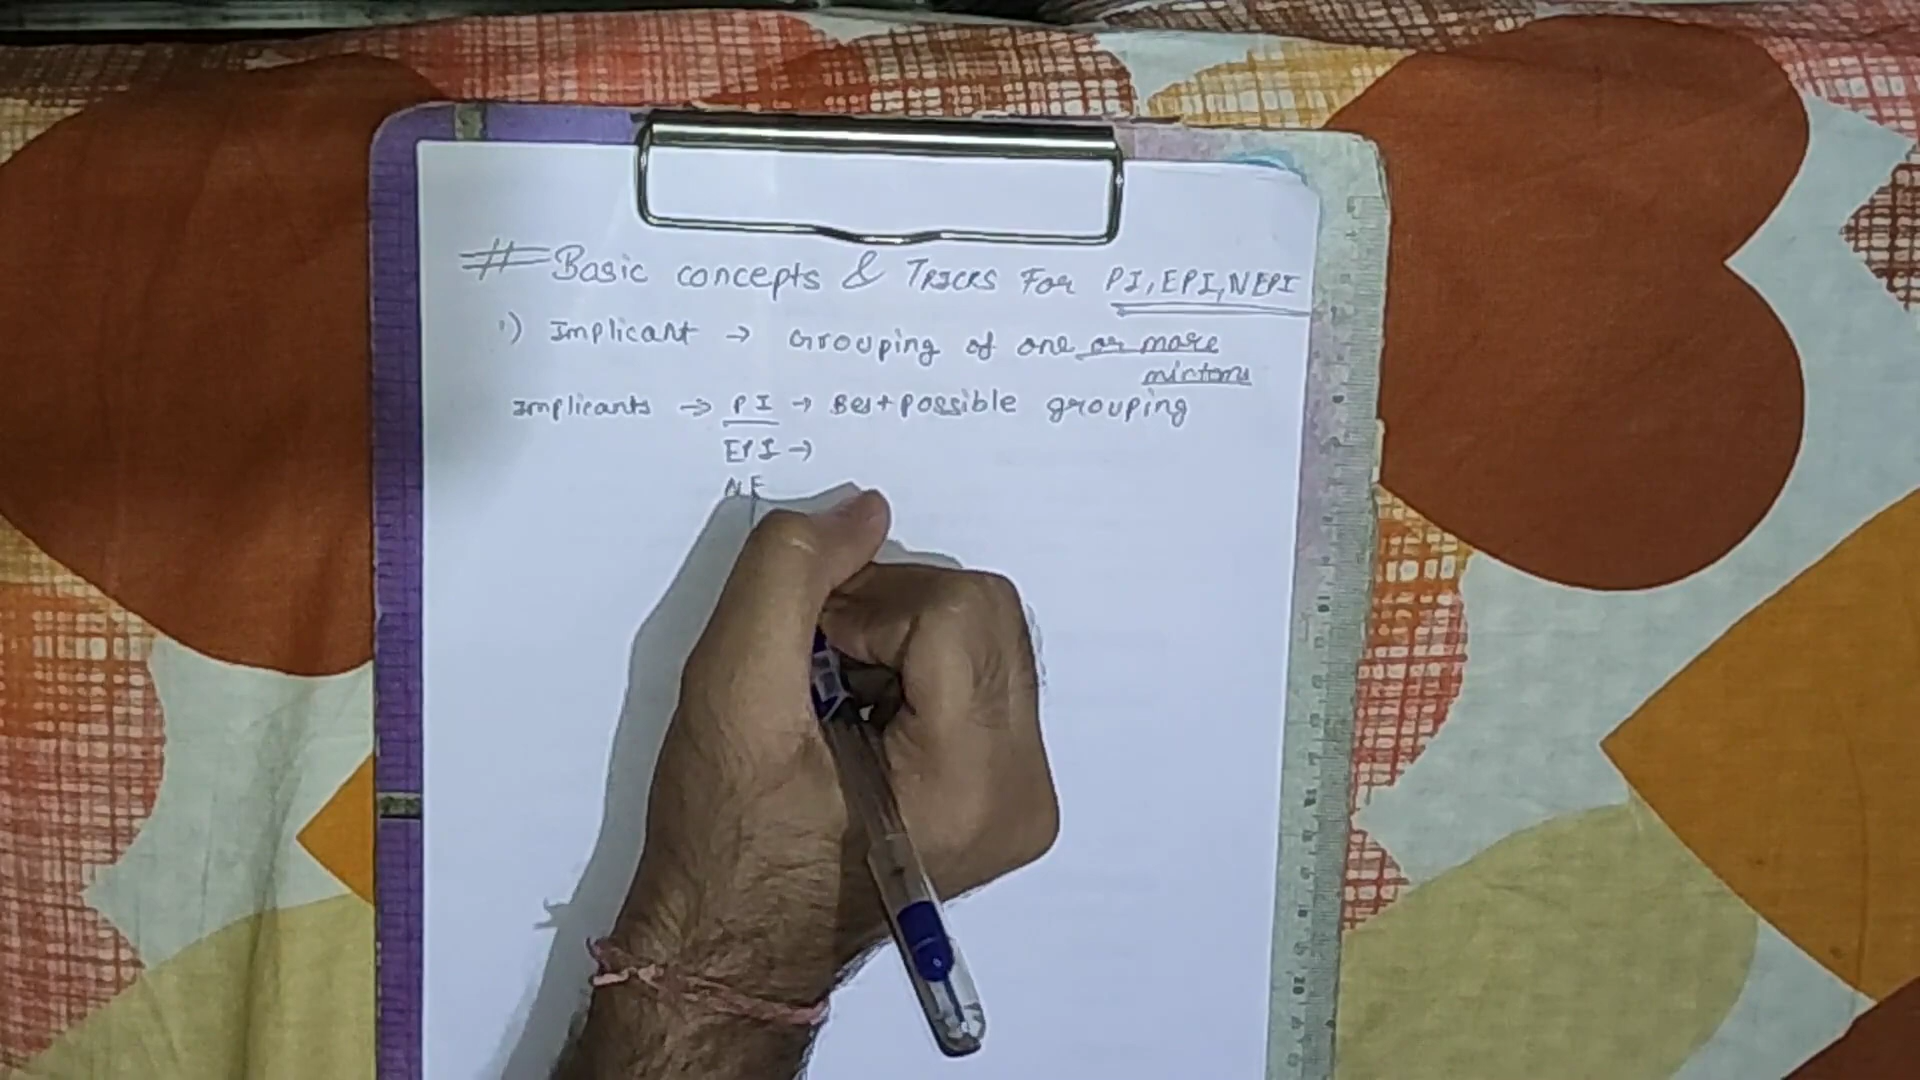 # Basic concepts & TRICKS For PI, EPI, NEPI
1) Implicant → Grouping of one or more
minterms
Implicants → PI → Best possible grouping
EPI →
NE